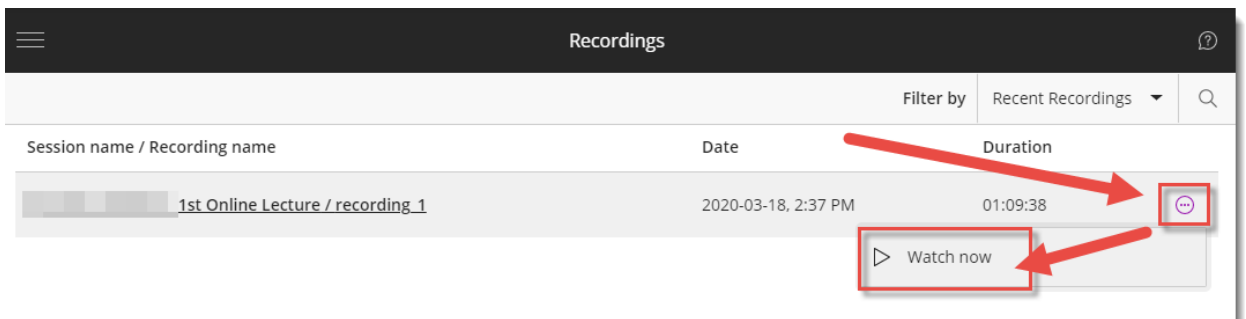 Recordings
Filter by Recent Recordings
Session name / Recording name Date Duration
1st Online Lecture / recording_1 2020-03-18, 2:37 PM 01:09:38
Watch now